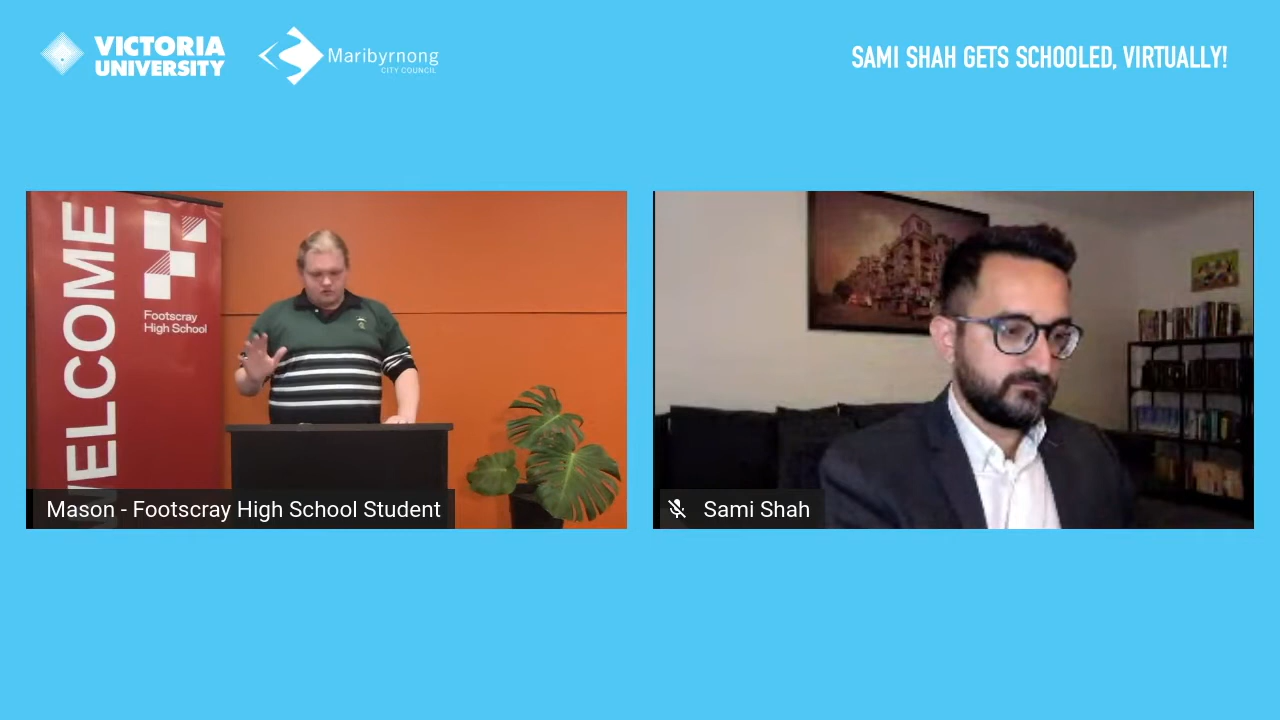 VICTORIA
UNIVERSITY
Maribyrnong
CITY COUNCIL
SAMI SHAH GETS SCHOOLED, VIRTUALLY!
WELCOME
Footscray
High School
Mason - Footscray High School Student
Sami Shah